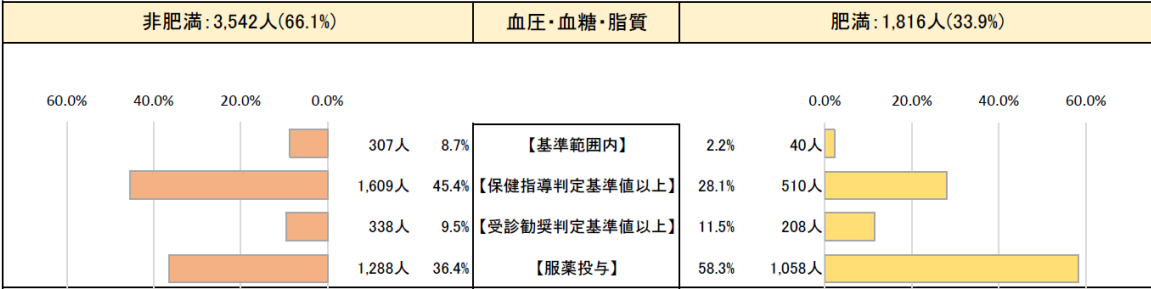 非肥満:3,542人(66.1%) 血圧・血糖・脂質 肥満:1,816人(33.9%)
60.0% 40.0% 20.0% 0.0% 0.0% 20.0% 40.0% 60.0%
307人 8.7% 【基準範囲内】 2.2% 40人
1,609人 45.4% 【保健指導判定基準値以上】 28.1% 510人
338人 9.5% 【受診勧奨判定基準値以上】 11.5% 208人
1,288人 36.4% 【服薬投与】 58.3% 1,058人